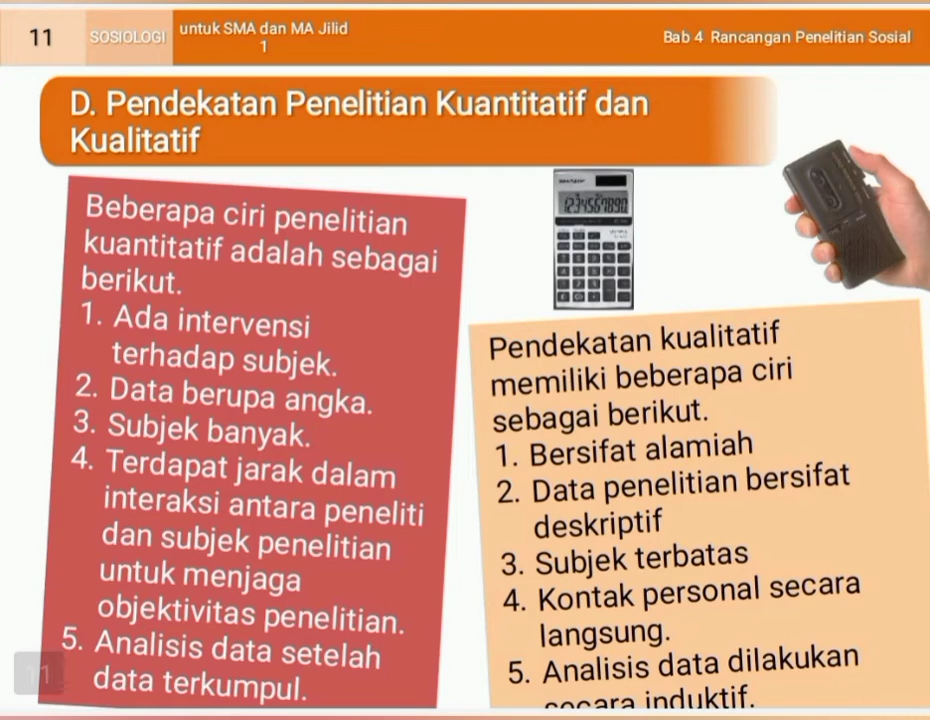 11
SOSIOLOGI
untuk SMA dan MA Jilid
1
Bab 4 Rancangan Penelitian Sosial
D. Pendekatan Penelitian Kuantitatif dan
Kualitatif
Beberapa ciri penelitian
kuantitatif adalah sebagai
berikut.
1. Ada intervensi
terhadap subjek.
2. Data berupa angka.
3. Subjek banyak.
4. Terdapat jarak dalam
interaksi antara peneliti
dan subjek penelitian
untuk menjaga
objektivitas penelitian.
5. Analisis data setelah
data terkumpul.
SHARP
1234567890
Pendekatan kualitatif
memiliki beberapa ciri
sebagai berikut.
1. Bersifat alamiah
2. Data penelitian bersifat
deskriptif
3. Subjek terbatas
4. Kontak personal secara
langsung.
5. Analisis data dilakukan
secara induktif.
11